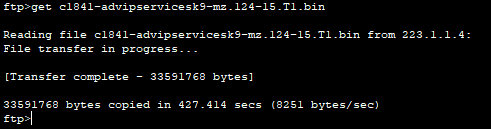 ftp>get c1841-advipservicesk9-mz.124-15.T1.bin
Reading file c1841-advipservicesk9-mz.124-15.T1.bin from 223.1.1.4:
File transfer in progress...
[Transfer complete - 33591768 bytes]
33591768 bytes copied in 427.414 secs (8251 bytes/sec)
ftp>